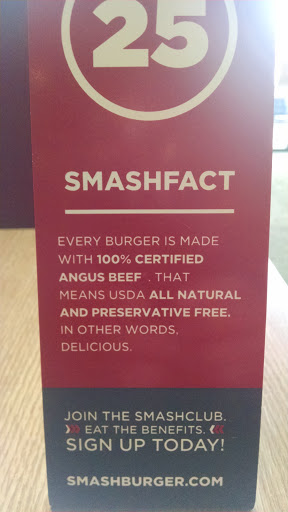 25
SMASHFACT
EVERY BURGER IS MADE
WITH 100% CERTIFIED
ANGUS BEEF . THAT
MEANS USDA ALL NATURAL
AND PRESERVATIVE FREE.
IN OTHER WORDS,
DELICIOUS.
JOIN THE SMASHCLUB.
EAT THE BENEFITS.
SIGN UP TODAY!
SMASHBURGER.COM